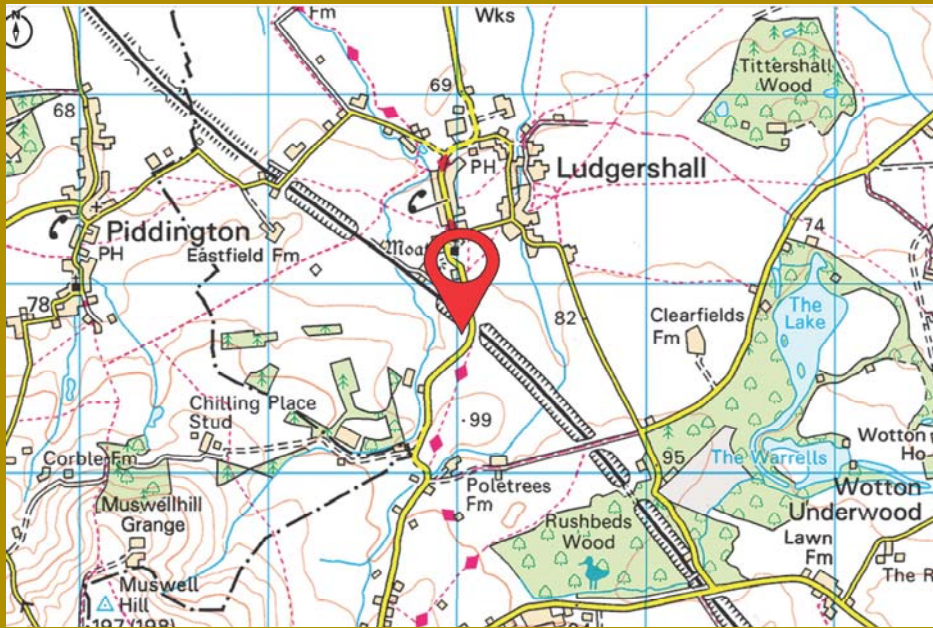 N
Fm
Wks
69
Tittershall
Wood
68
PH
Ludgershall
Piddington
Eastfield Fm
Moat
PH
74
78
82
Clearfields
Fm
The
Lake
Chilling Place
Stud
99
Corble Fm
95
The Warrells
Wotton
Ho
Muswellhill
Grange
Poletrees
Fm
Wotton
Underwood
Rushbeds
Wood
Lawn
Fm
Muswell
Hill
197 (198)
The R